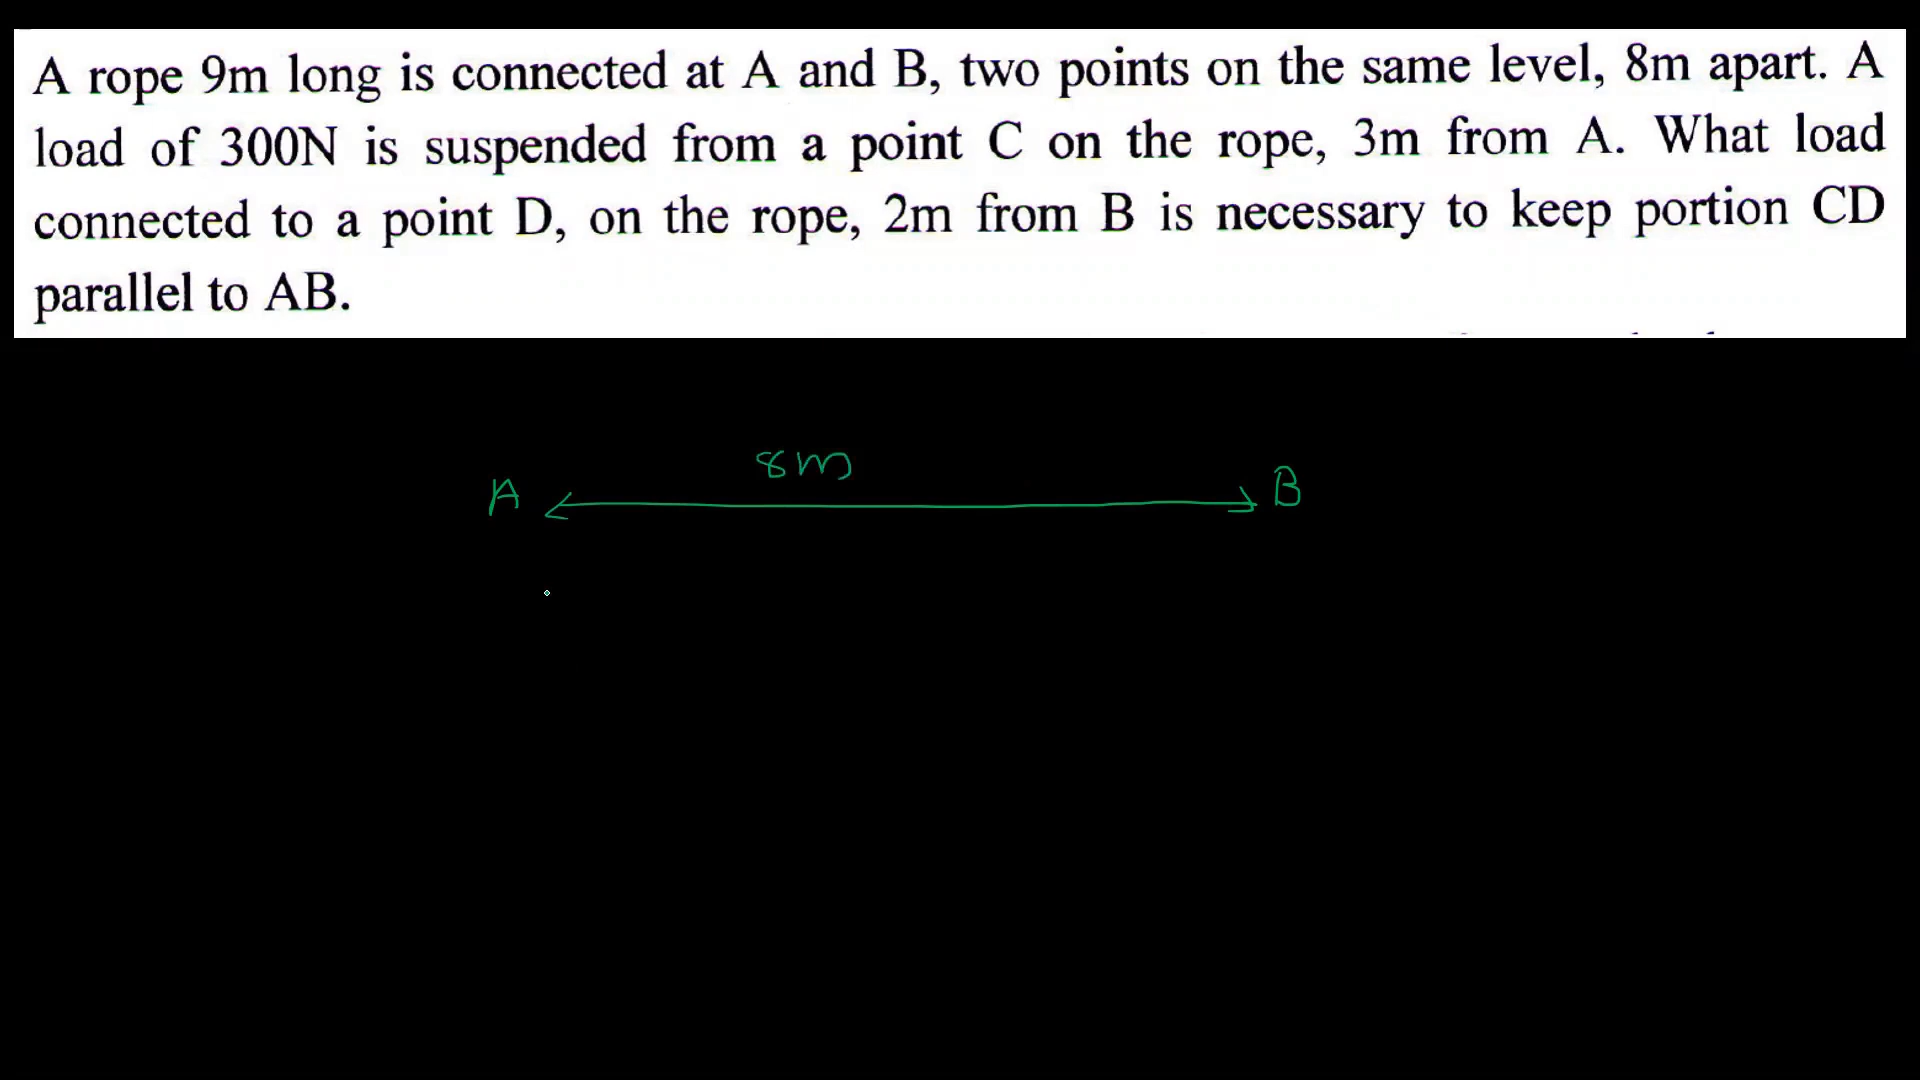 A rope 9m long is connected at A and B, two points on the same level, 8m apart. A
load of 300N is suspended from a point C on the rope, 3m from A. What load
connected to a point D, on the rope, 2m from B is necessary to keep portion CD
parallel to AB.
8m
A B